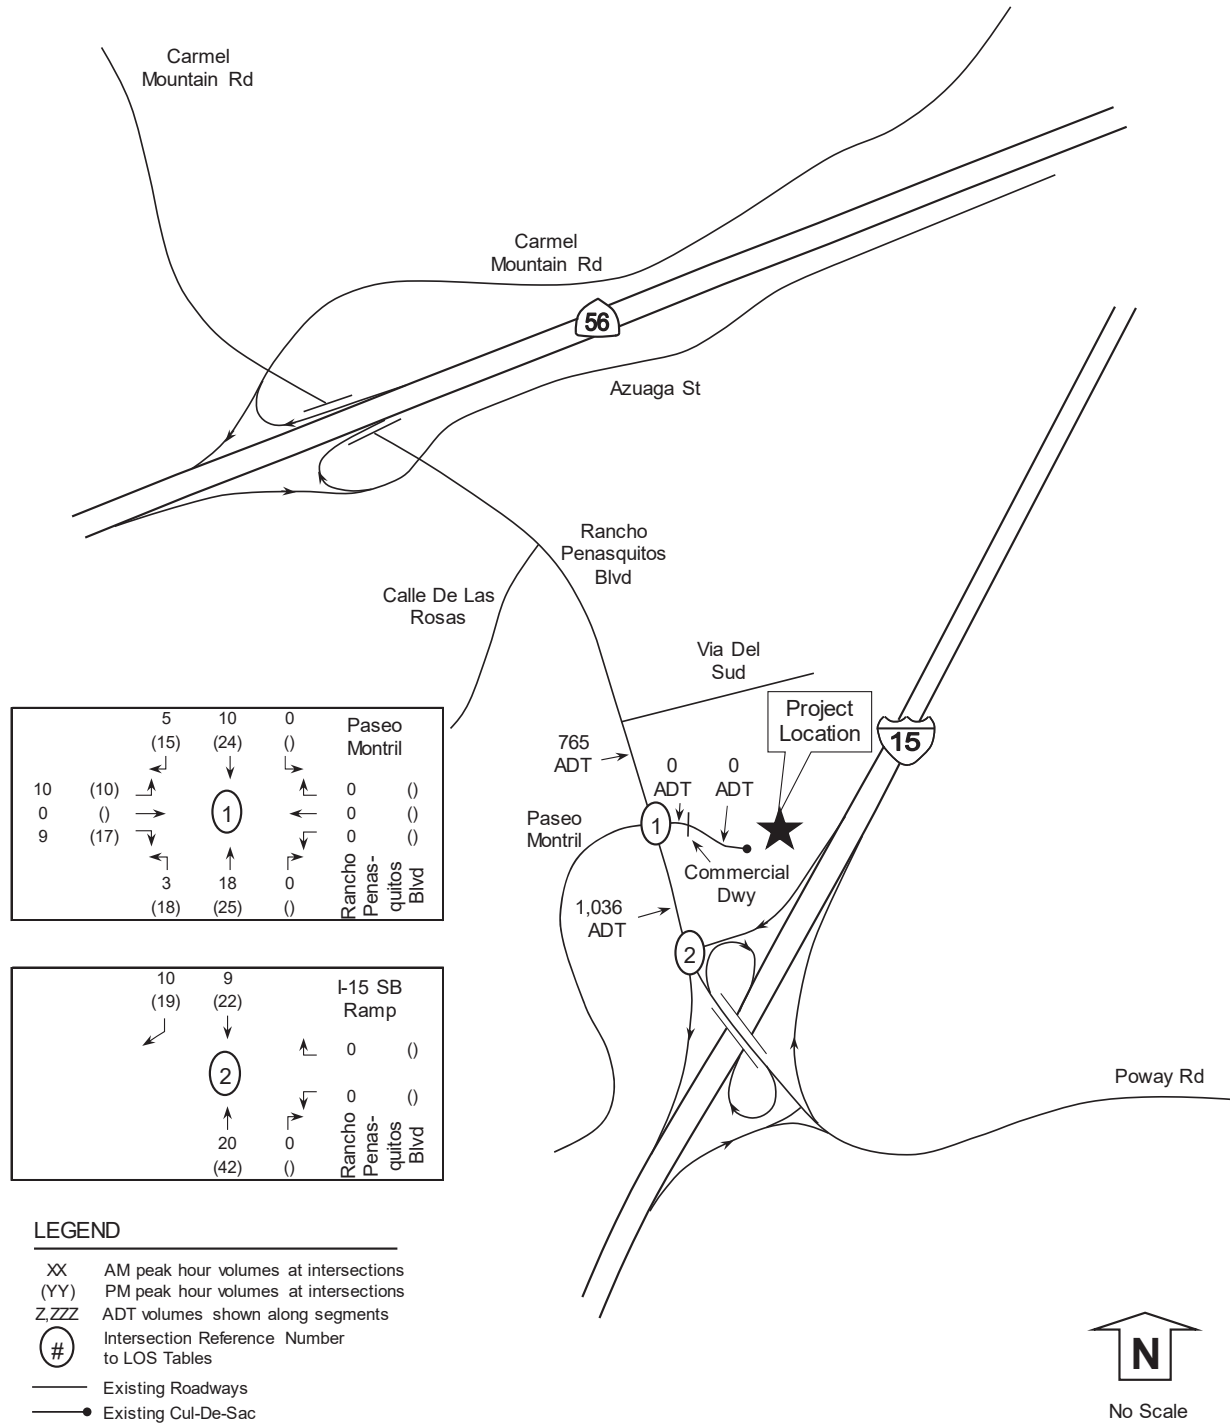 Carmel
Mountain Rd
Carmel
Mountain Rd
56
Azuaga St
Rancho
Penasquitos
Blvd
Calle De Las
Rosas
Via Del
Sud
Project
Location
15
765
ADT
0
ADT
0
ADT
Paseo
Montril
1
Commercial
Dwy
1,036
ADT
2
Poway Rd
5 10 0
(15) (24) ()
Paseo
Montril
10 (10) 0 ()
0 () 1 0 ()
9 (17) 0 ()
3 18 0
(18) (25) ()
Rancho
Penas-
quitos
Blvd
10 9
(19) (22)
I-15 SB
Ramp
0 ()
2
0 ()
20 0
(42) ()
Rancho
Penas-
quitos
Blvd
LEGEND
XX AM peak hour volumes at intersections
(YY) PM peak hour volumes at intersections
Z,ZZZ ADT volumes shown along segments
# Intersection Reference Number
to LOS Tables
Existing Roadways
Existing Cul-De-Sac
N
No Scale